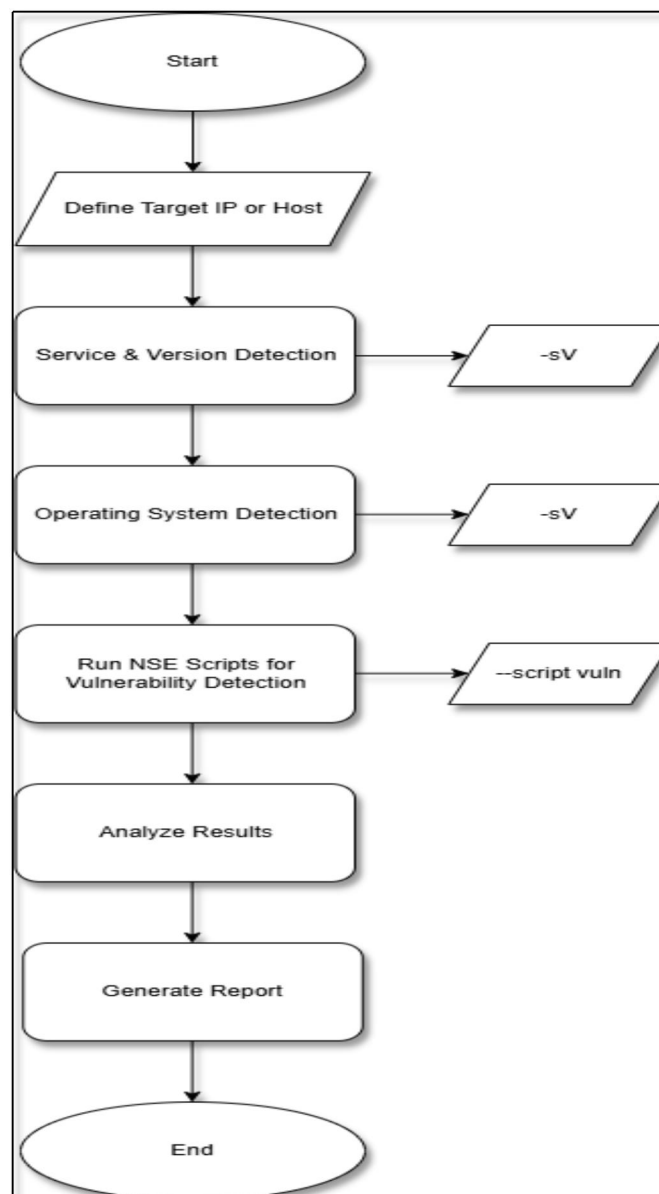 Start
Define Target IP or Host
Service & Version Detection
-sV
Operating System Detection
-sV
Run NSE Scripts for
Vulnerability Detection
--script vuln
Analyze Results
Generate Report
End